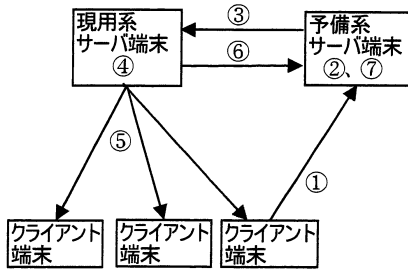 現用系
サーバ端末
④
③
⑥
予備系
サーバ端末
②、⑦
⑤
①
クライアント
端末
クライアント
端末
クライアント
端末